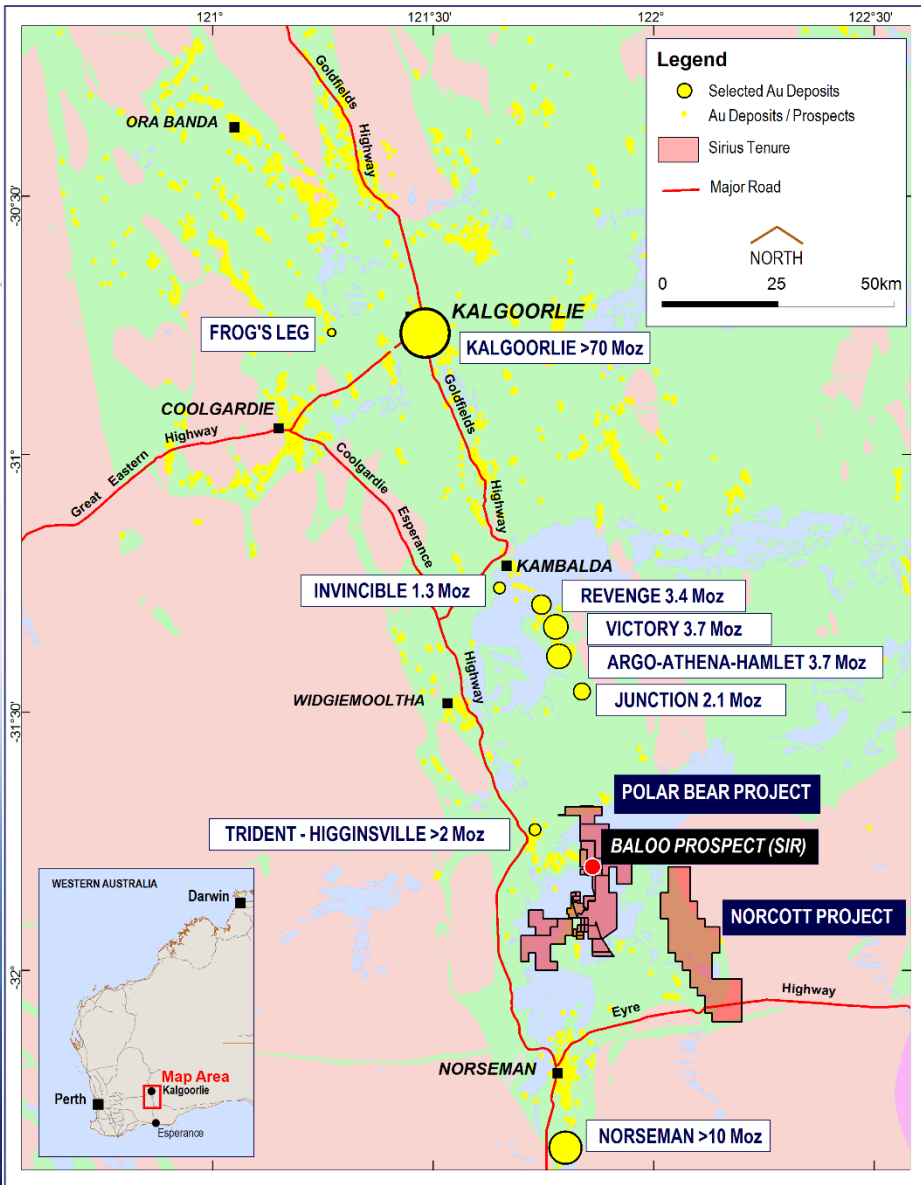 121°
121°30'
122°
122°30'
-30°30'
-31°
-31°30'
-32°
Legend
Selected Au Deposits
Au Deposits / Prospects
Sirius Tenure
Major Road
NORTH
0 25 50km
Goldfields
Highway
ORA BANDA
FROG'S LEG
KALGOORLIE
KALGOORLIE >70 Moz
COOLGARDIE
Great Eastern Highway
Goldfields
Highway
Coolgardie
Esperance
Highway
KAMBALDA
INVINCIBLE 1.3 Moz
REVENGE 3.4 Moz
VICTORY 3.7 Moz
ARGO-ATHENA-HAMLET 3.7 Moz
JUNCTION 2.1 Moz
WIDGIEMOOLTHA
POLAR BEAR PROJECT
TRIDENT - HIGGINSVILLE >2 Moz
BALOO PROSPECT (SIR)
NORCOTT PROJECT
Eyre Highway
NORSEMAN
NORSEMAN >10 Moz
WESTERN AUSTRALIA
Darwin
Map Area
Kalgoorlie
Perth
Esperance